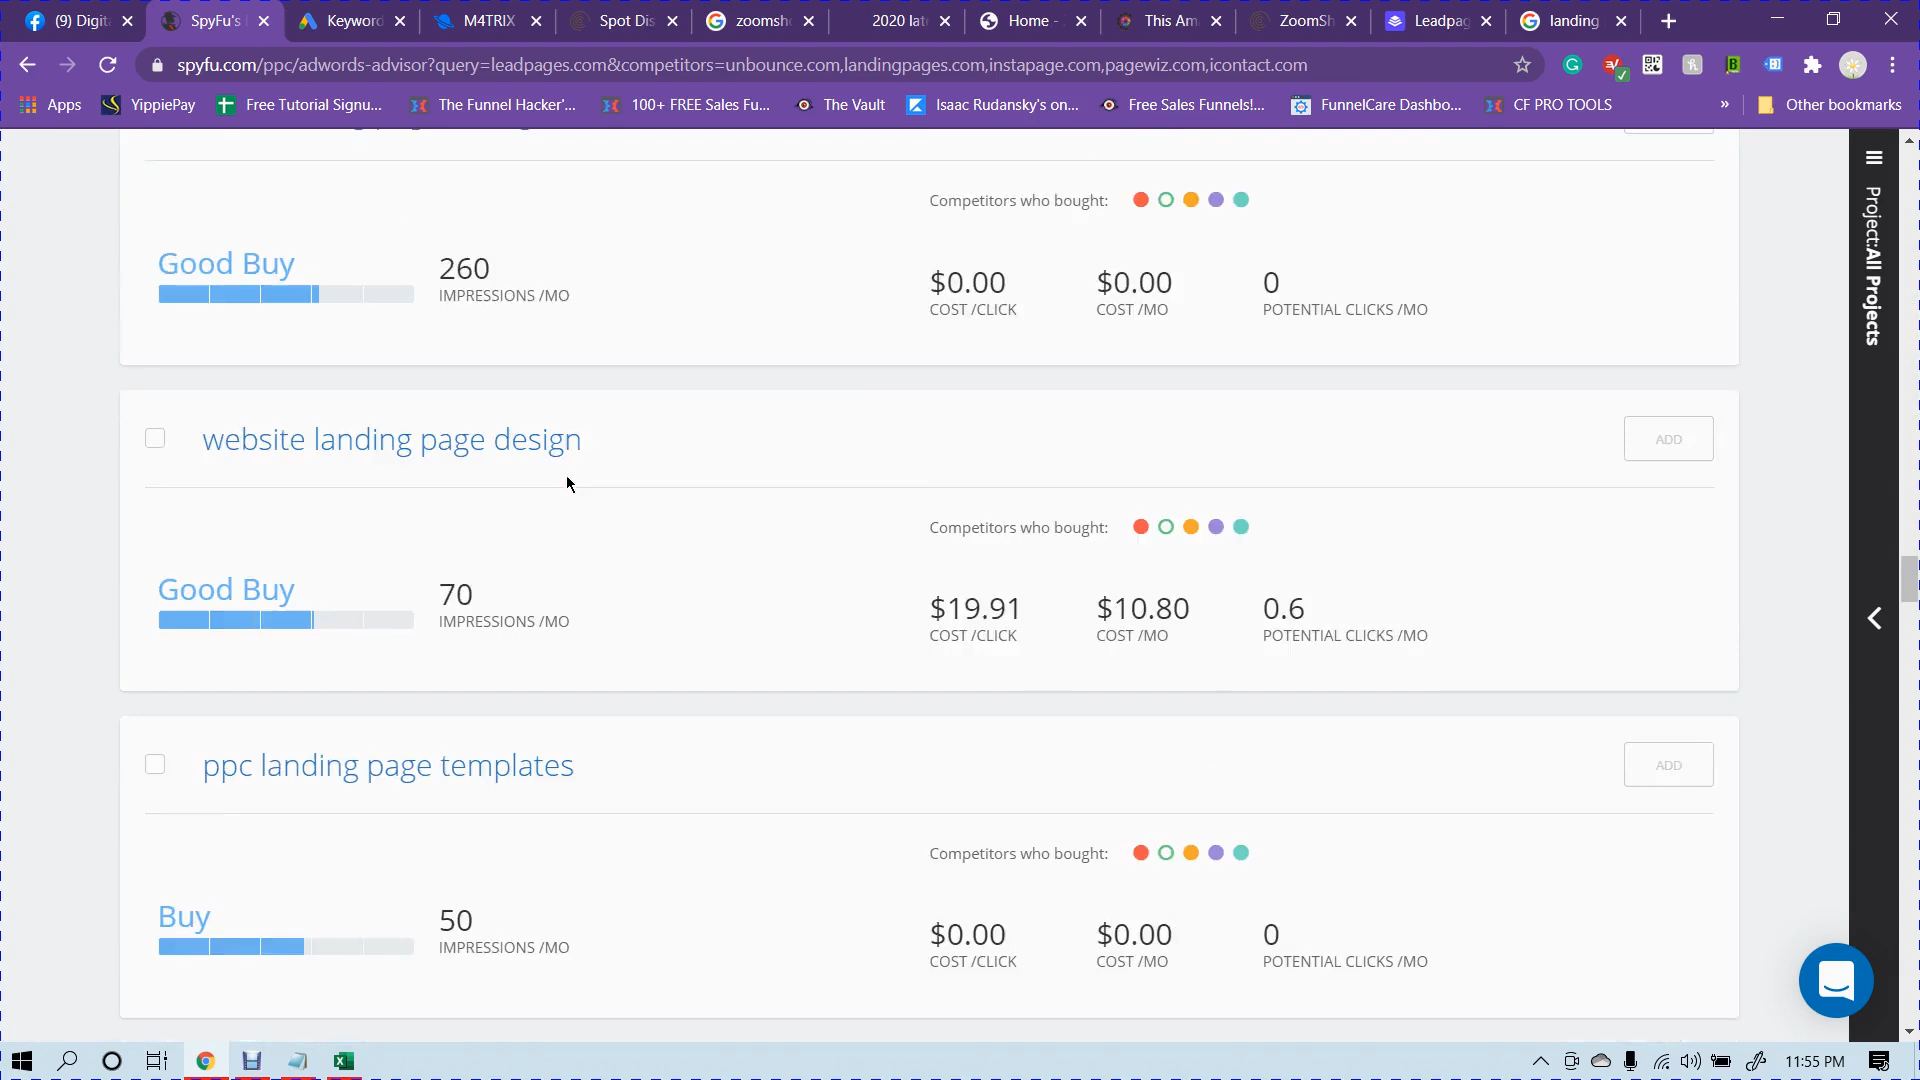 (9) Digita
SpyFu's
Keyword
M4TRIX
Spot Dis
zoomsh
2020 lat
Home -
This Am
ZoomSh
Leadpag
landing
spyfu.com/ppc/adwords-advisor?query=leadpages.com&competitors=unbounce.com,landingpages.com,instapage.com,pagewiz.com,icontact.com
Apps
YippiePay
Free Tutorial Signu...
The Funnel Hacker'...
100+ FREE Sales Fu...
The Vault
Isaac Rudansky's on...
Free Sales Funnels!...
FunnelCare Dashbo...
CF PRO TOOLS
»
Other bookmarks
Project:All Projects
Competitors who bought:
Good Buy
260
IMPRESSIONS /MO
$0.00
COST /CLICK
$0.00
COST /MO
0
POTENTIAL CLICKS /MO
website landing page design
ADD
Competitors who bought:
Good Buy
70
IMPRESSIONS /MO
$19.91
COST /CLICK
$10.80
COST /MO
0.6
POTENTIAL CLICKS /MO
ppc landing page templates
ADD
Competitors who bought:
Buy
50
IMPRESSIONS /MO
$0.00
COST /CLICK
$0.00
COST /MO
0
POTENTIAL CLICKS /MO
11:55 PM